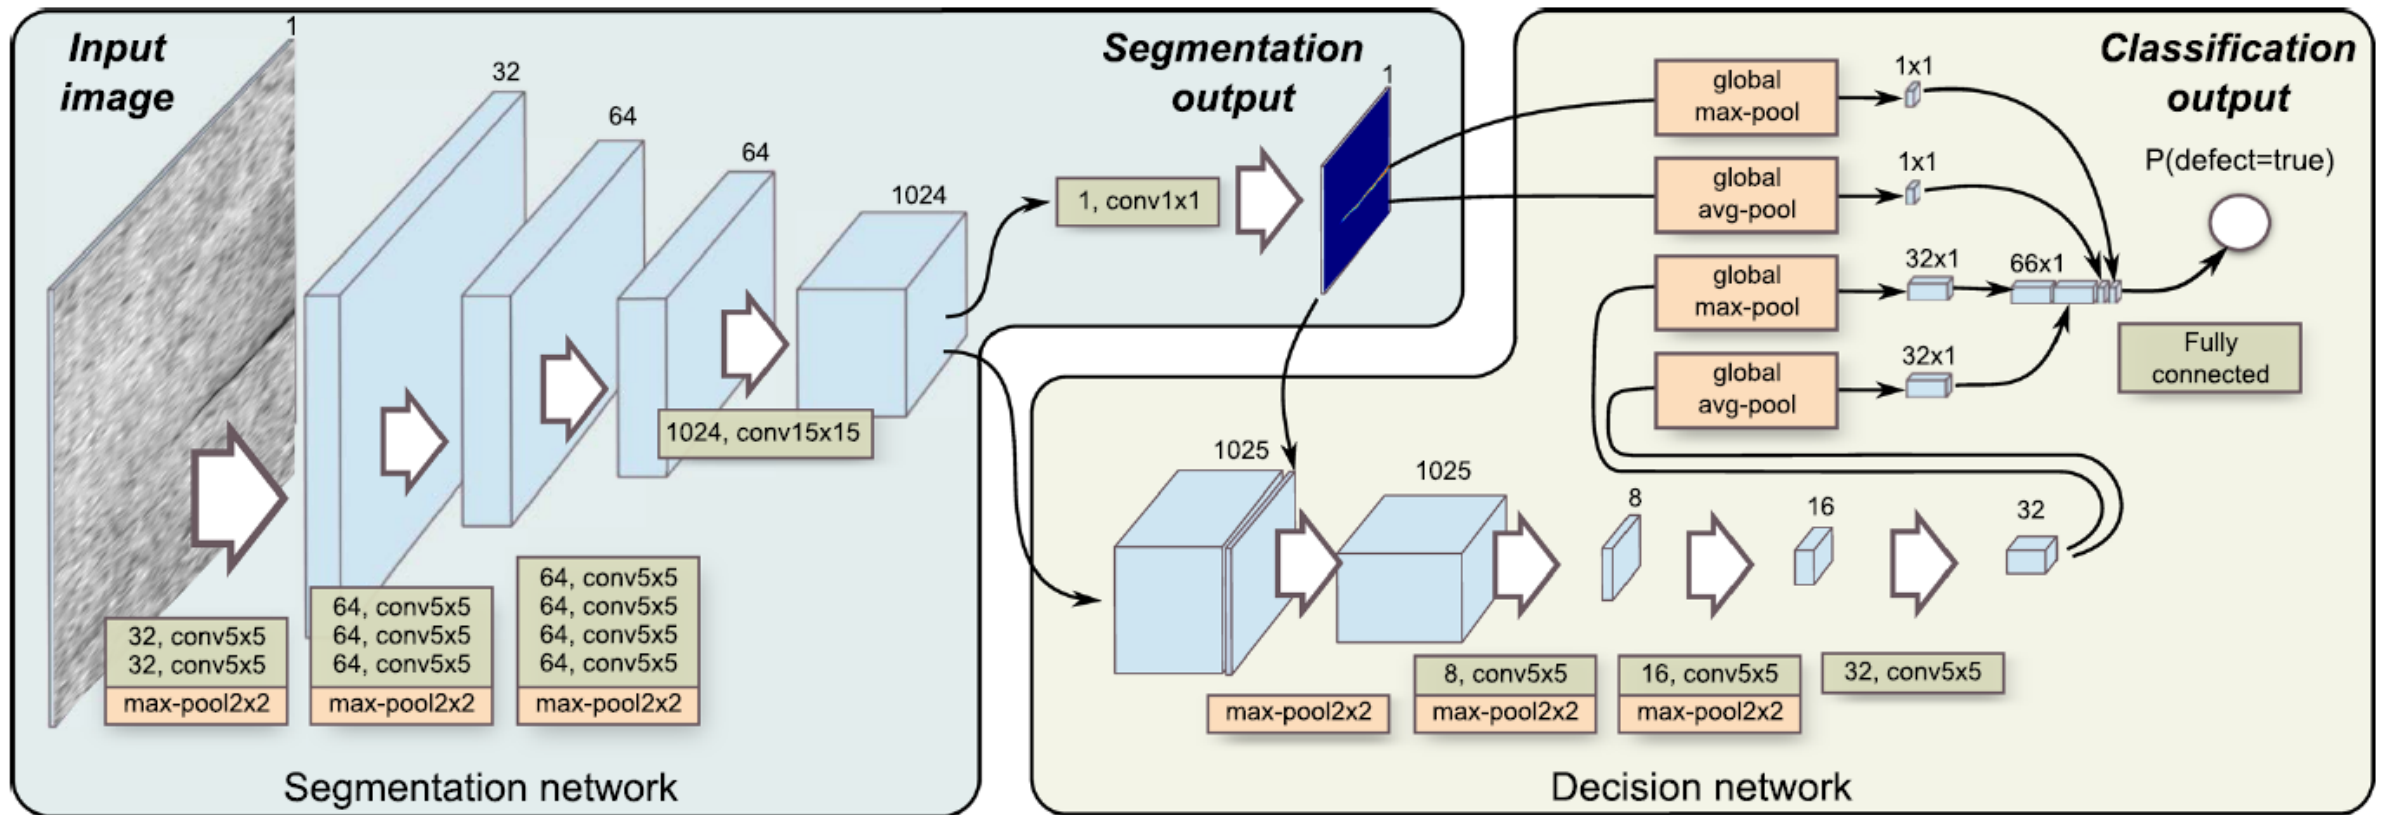 Input
image
1
32
64
64
1024
32, conv5x5
32, conv5x5
max-pool2x2
64, conv5x5
64, conv5x5
64, conv5x5
max-pool2x2
64, conv5x5
64, conv5x5
64, conv5x5
64, conv5x5
max-pool2x2
1024, conv15x15
1, conv1x1
Segmentation
output
1
Segmentation network
1025
1025
8
16
32
max-pool2x2
8, conv5x5
max-pool2x2
16, conv5x5
max-pool2x2
32, conv5x5
global
max-pool
1x1
global
avg-pool
1x1
global
max-pool
32x1
global
avg-pool
32x1
66x1
Fully
connected
Classification
output
P(defect=true)
Decision network